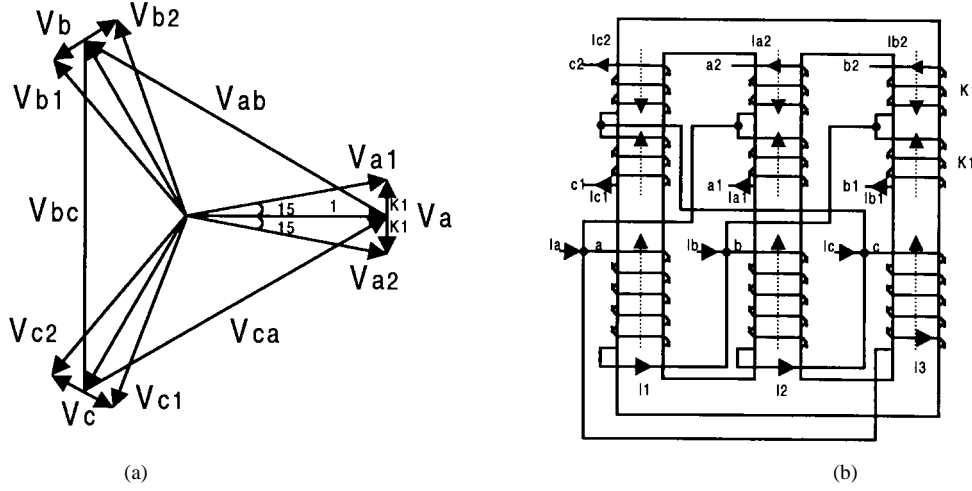 Vb Vb2
Vb1
Vab
Va1
K1
15 1 Va
15 K1
Vbc
Va2
Vc2
Vca
Vc Vc1
(a)
Ic2 Ia2 Ib2
c2 a2 b2
K1
K1
c1 a1 b1
Ic1 Ia1 Ib1
Ia a Ib b Ic c
I1 I2 I3
(b)